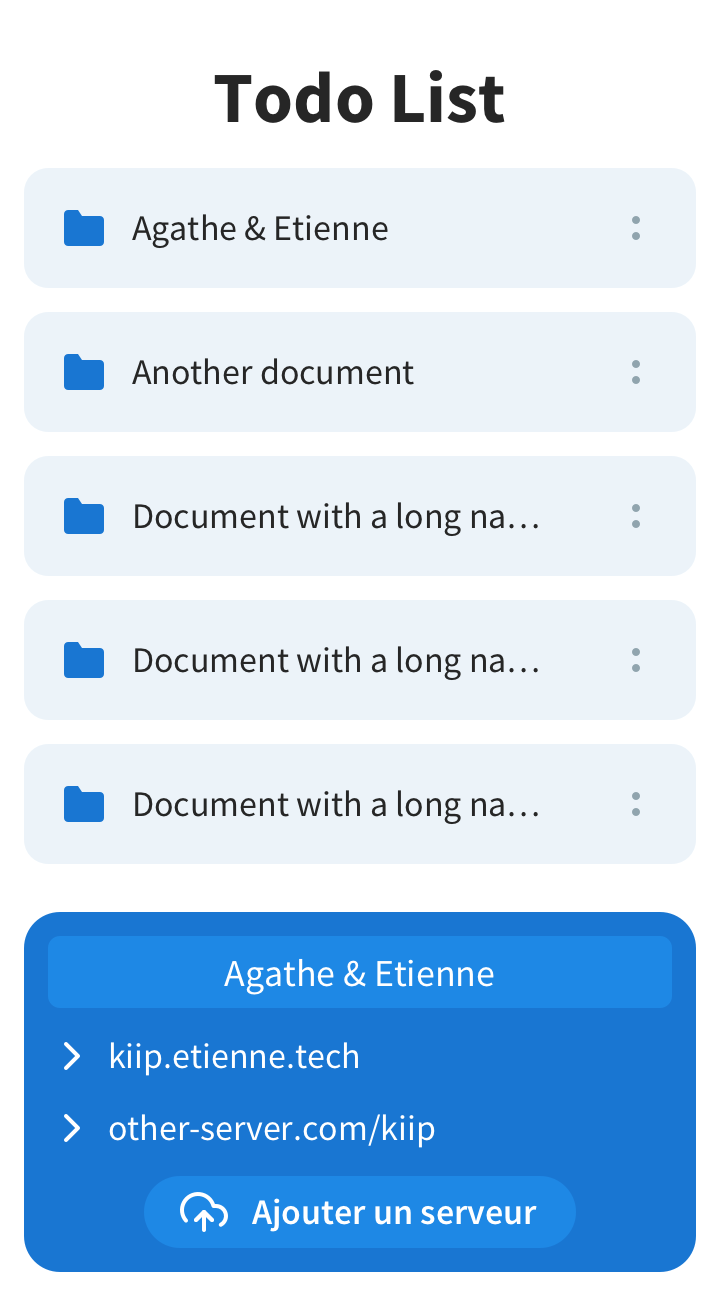 Todo List
Agathe & Etienne
Another document
Document with a long na…
Document with a long na…
Document with a long na…
Agathe & Etienne
kiip.etienne.tech
other-server.com/kiip
Ajouter un serveur